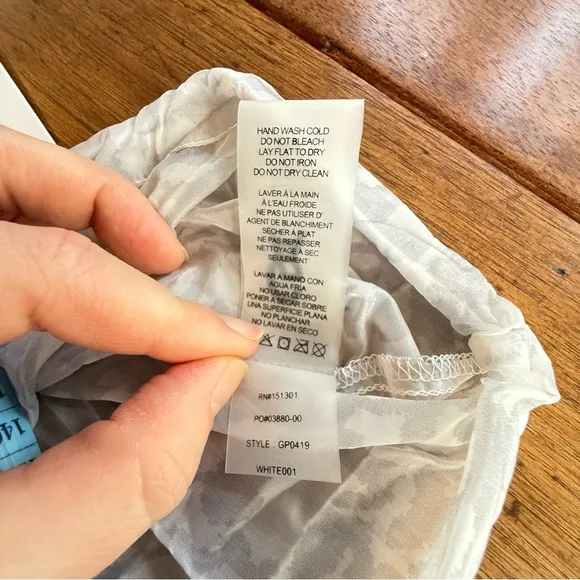 HAND WASH COLD
DO NOT BLEACH
LAY FLAT TO DRY
DO NOT IRON
DO NOT DRY CLEAN
LAVER À LA MAIN
À L'EAU FROIDE
NE PAS UTILISER D'
AGENT DE BLANCHIMENT
SÉCHER À PLAT
NE PAS REPASSER
NETTOYAGE À SEC
SEULEMENT
LAVAR A MANO CON
AGUA FRÍA
NO USAR CLORO
PONER A SECAR SOBRE
UNA SUPERFICIE PLANA
NO PLANCHAR
NO LAVAR EN SECO
RN#151301
PO#03880-00
STYLE : GP0419
WHITE001
140